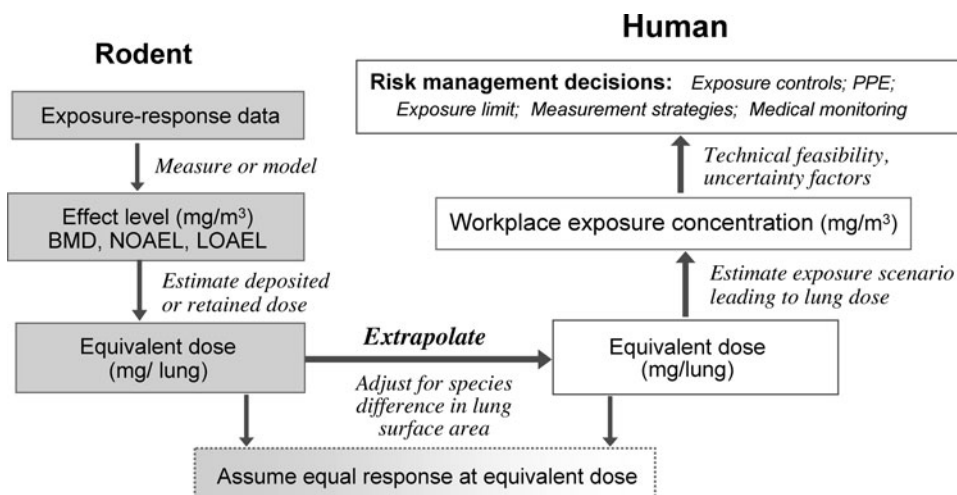 Rodent
Exposure-response data
Measure or model
Effect level (mg/m³)
BMD, NOAEL, LOAEL
Estimate deposited
or retained dose
Equivalent dose
(mg/ lung)
Extrapolate
Adjust for species
difference in lung
surface area
Human
Risk management decisions: Exposure controls; PPE;
Exposure limit; Measurement strategies; Medical monitoring
Technical feasibility,
uncertainty factors
Workplace exposure concentration (mg/m³)
Estimate exposure scenario
leading to lung dose
Equivalent dose
(mg/lung)
Assume equal response at equivalent dose